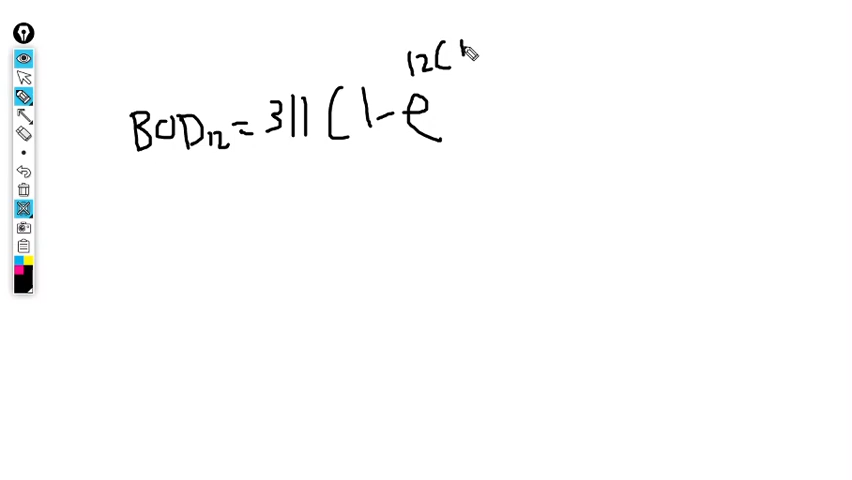 BOD₁₂ = 311 ( 1 - e^12(